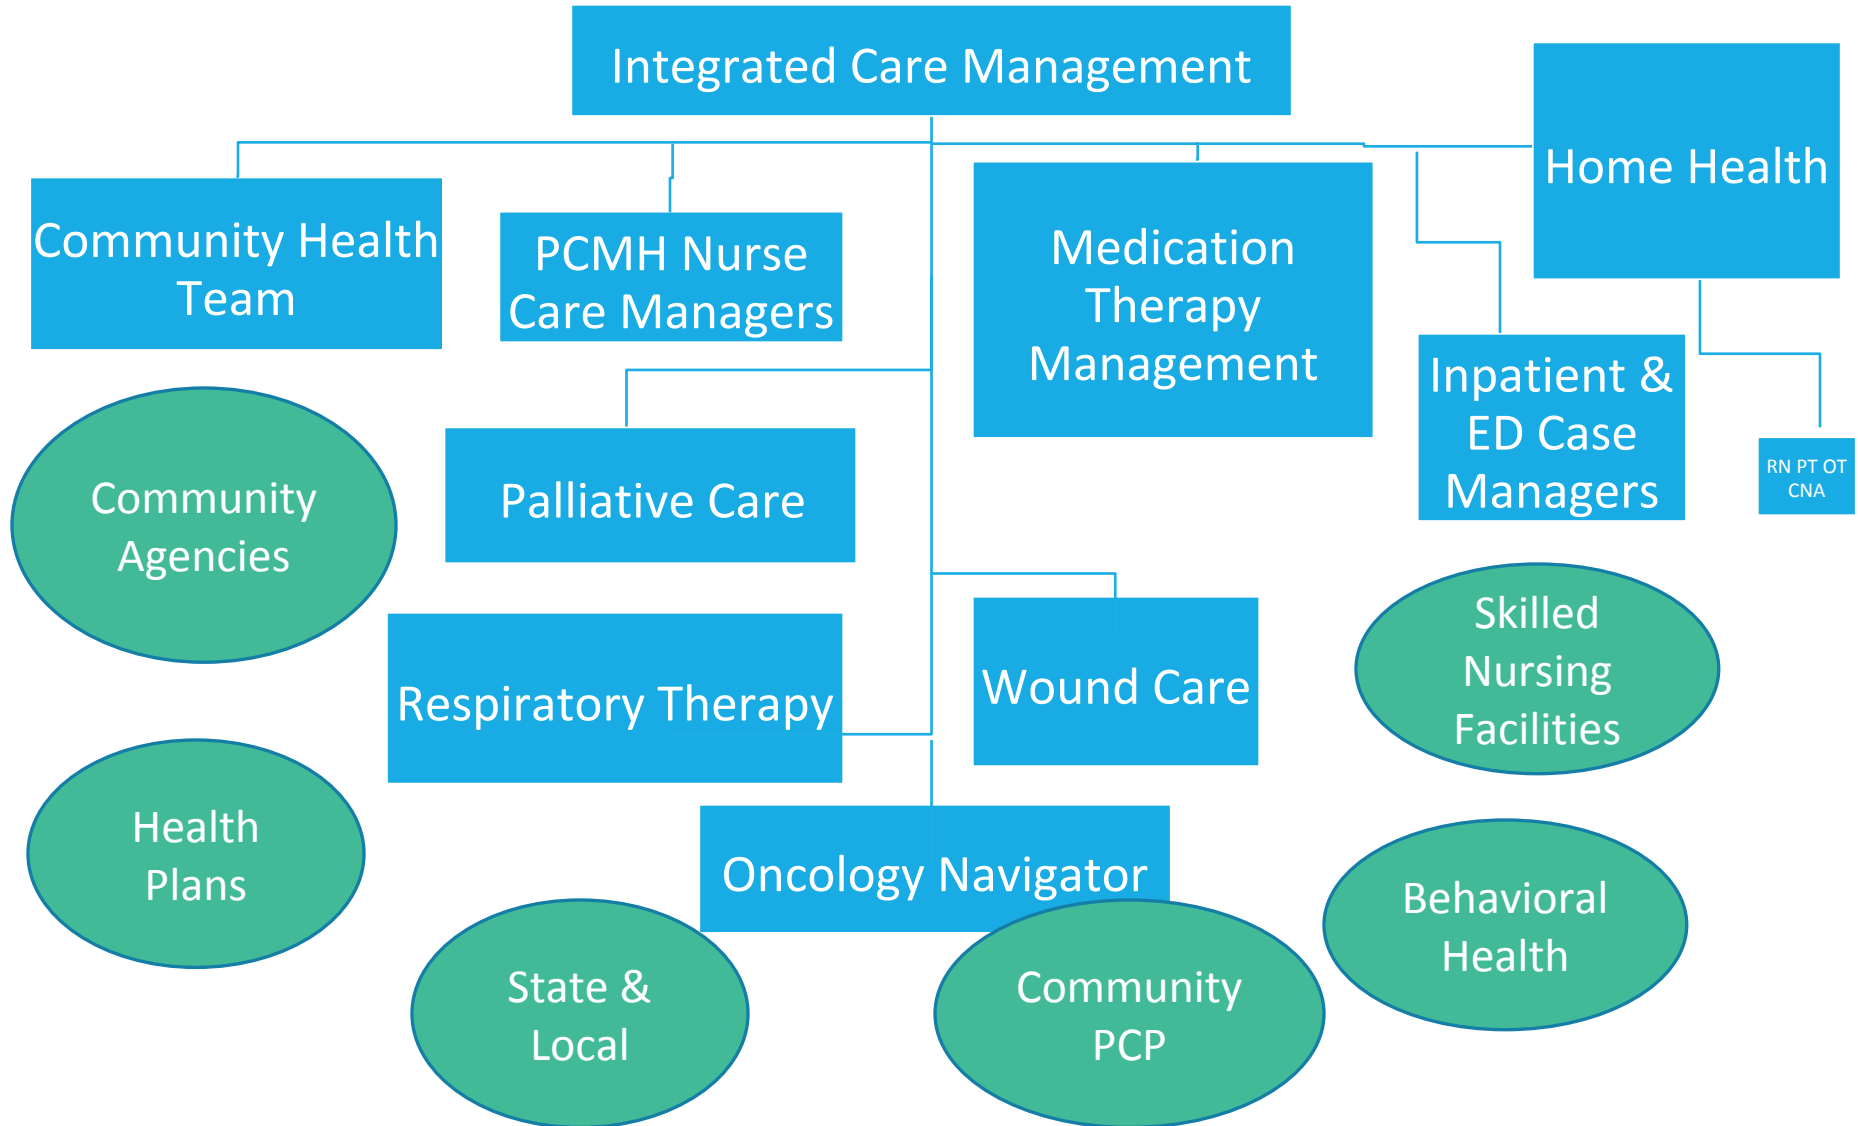 Integrated Care Management
Home Health
Community Health
Team
PCMH Nurse
Care Managers
Medication
Therapy
Management
Inpatient &
ED Case
Managers
RN PT OT
CNA
Community
Agencies
Palliative Care
Respiratory Therapy
Wound Care
Skilled
Nursing
Facilities
Health
Plans
Oncology Navigator
Behavioral
Health
State &
Local
Community
PCP